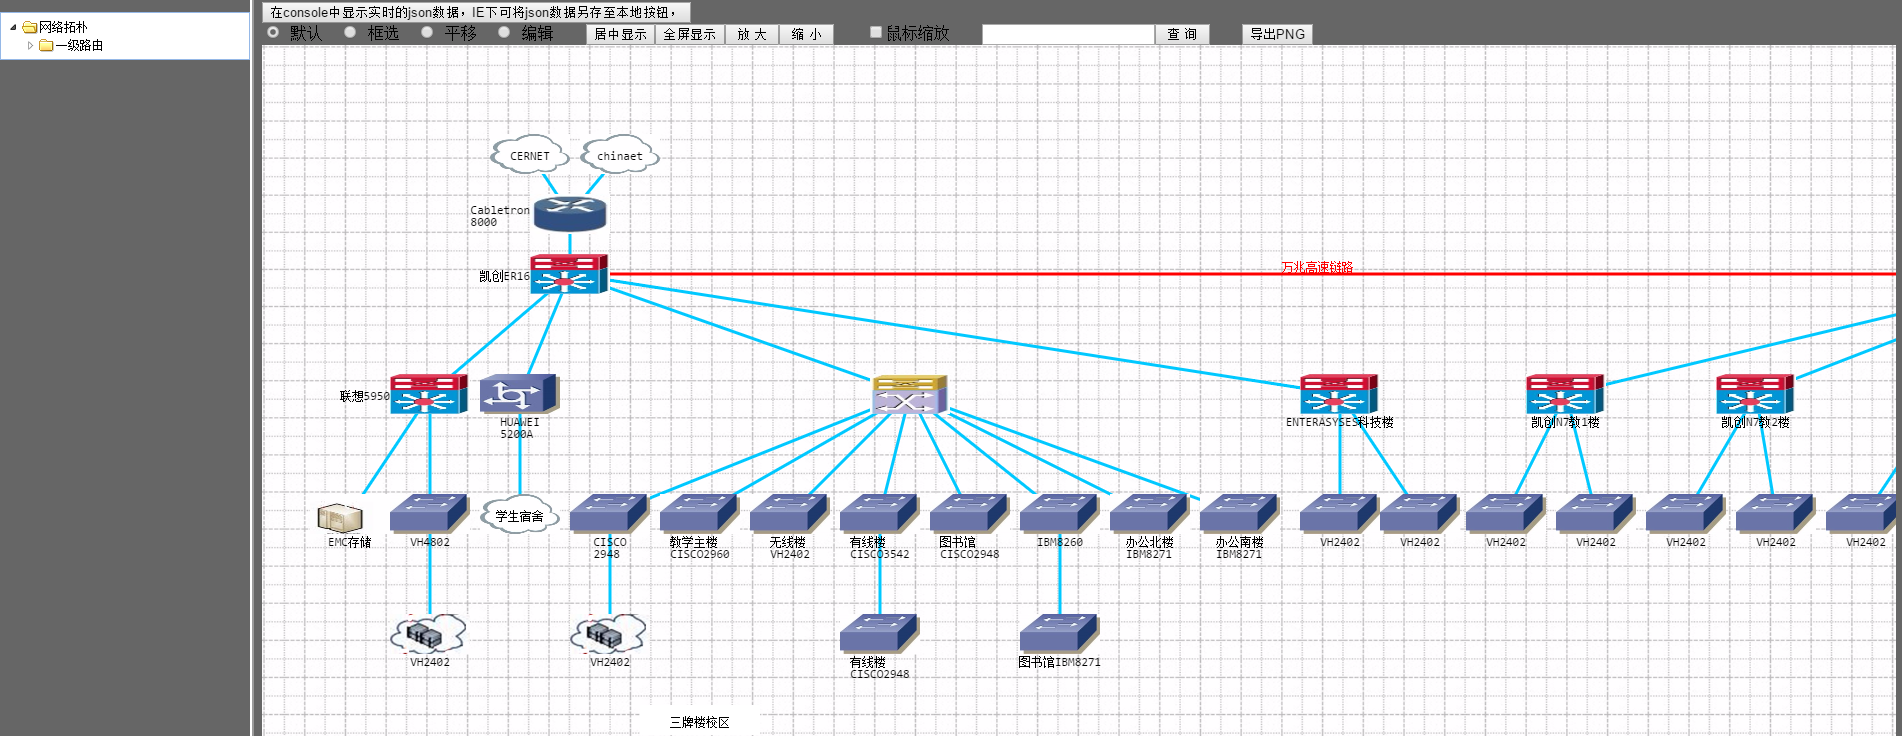 在console中显示实时的json数据，IE下可将json数据另存至本地按钮，
网络拓朴
一级路由
默认 框选 平移 编辑 居中显示 全屏显示 放 大 缩 小 鼠标缩放 查 询 导出PNG
CERNET
chinaet
Cabletron
8000
凯创ER16
万兆高速链路
联想5950
HUAWEI
5200A
ENTERASYSES科技楼
凯创N7教1楼
凯创N7教2楼
EMC存储
VH4802
学生宿舍
CISCO
2948
教学主楼
CISCO2960
无线楼
VH2402
有线楼
CISCO3542
图书馆
CISCO2948
IBM8260
办公北楼
IBM8271
办公南楼
IBM8271
VH2402
VH2402
VH2402
VH2402
VH2402
VH2402
VH2402
VH2402
VH2402
有线楼
CISCO2948
图书馆IBM8271
三牌楼校区